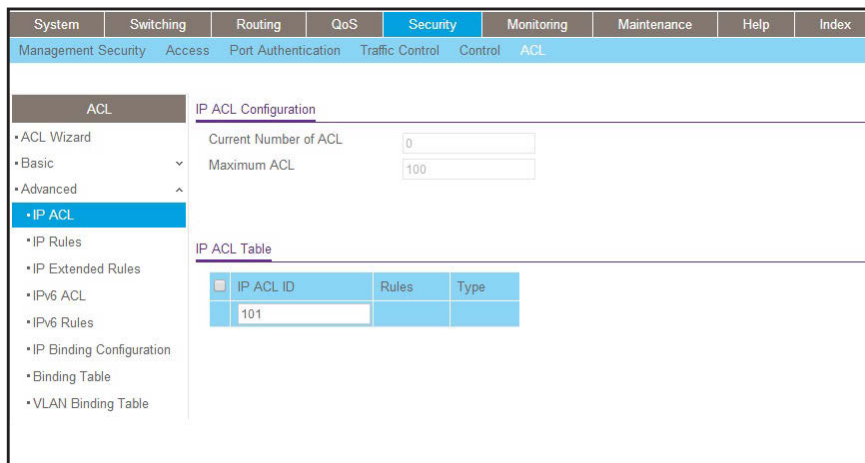 System Switching Routing QoS Security Monitoring Maintenance Help Index
Management Security Access Port Authentication Traffic Control Control ACL
ACL
ACL Wizard
Basic
Advanced
IP ACL
IP Rules
IP Extended Rules
IPv6 ACL
IPv6 Rules
IP Binding Configuration
Binding Table
VLAN Binding Table
IP ACL Configuration
Current Number of ACL 0
Maximum ACL 100
IP ACL Table
IP ACL ID Rules Type
101